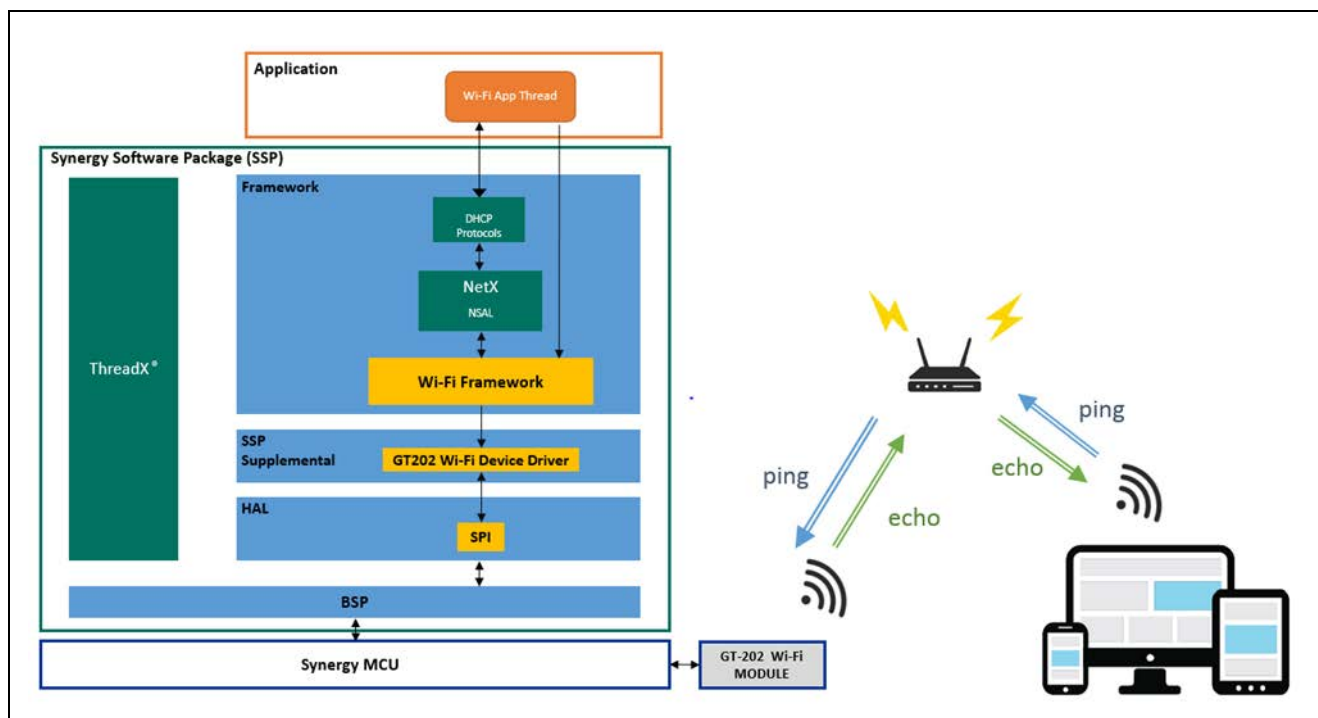 Application
Wi-Fi App Thread
Synergy Software Package (SSP)
Framework
DHCP
Protocols
NetX
NSAL
ThreadX®
Wi-Fi Framework
SSP
Supplemental
GT202 Wi-Fi Device Driver
HAL
SPI
BSP
Synergy MCU
GT-202 Wi-Fi
MODULE
ping
echo
ping
echo